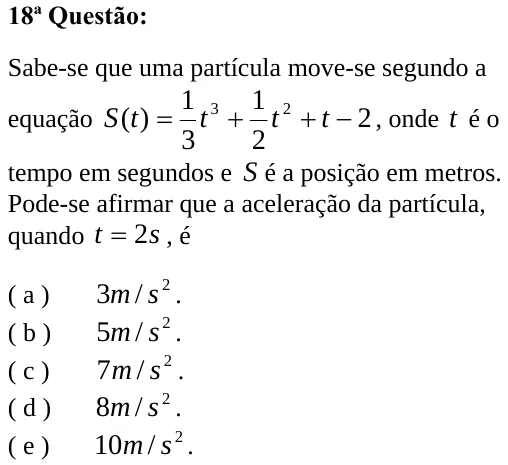 18ª Questão:
Sabe-se que uma partícula move-se segundo a
equação S(t) = 1/3 t³ + 1/2 t² + t − 2, onde t é o
tempo em segundos e S é a posição em metros.
Pode-se afirmar que a aceleração da partícula,
quando t = 2s, é
( a ) 3m / s².
( b ) 5m / s².
( c ) 7m / s².
( d ) 8m / s².
( e ) 10m / s².